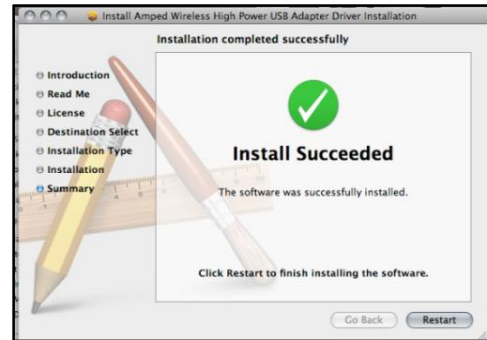 Install Amped Wireless High Power USB Adapter Driver Installation
Installation completed successfully
Introduction
Read Me
License
Destination Select
Installation Type
Installation
Summary
Install Succeeded
The software was successfully installed.
Click Restart to finish installing the software.
Go Back
Restart